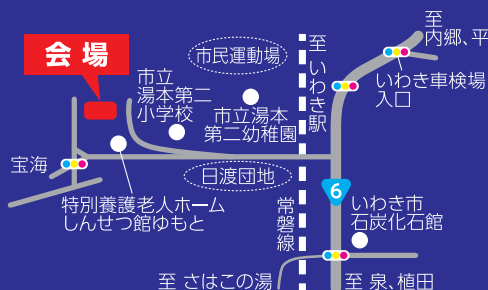 至
内郷、平
会場
市民運動場
至いわき駅
いわき車検場
入口
市立
湯本第二
小学校
市立湯本
第二幼稚園
宝海
日渡団地
6
特別養護老人ホーム
しんせつ館ゆもと
常磐線
いわき市
石炭化石館
至 さはこの湯
至 泉、植田